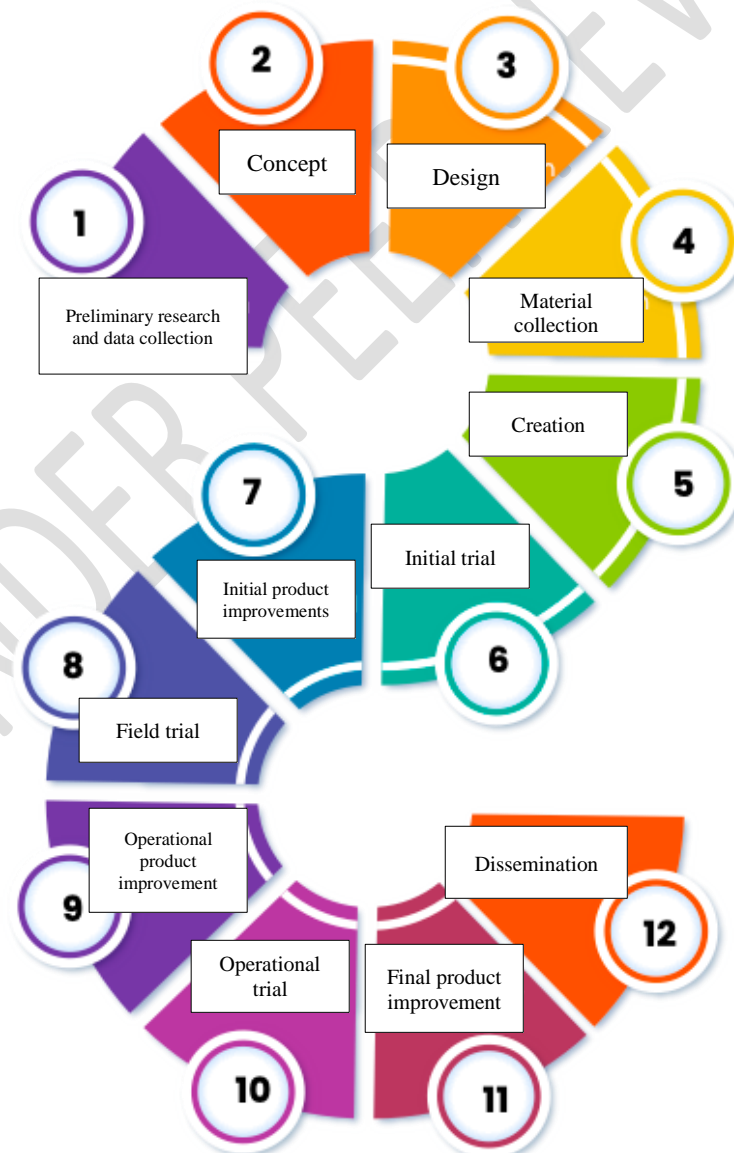 1
Preliminary research
and data collection
2
Concept
3
Design
4
Material
collection
5
Creation
6
Initial trial
7
Initial product
improvements
8
Field trial
9
Operational
product
improvement
10
Operational
trial
11
Final product
improvement
12
Dissemination